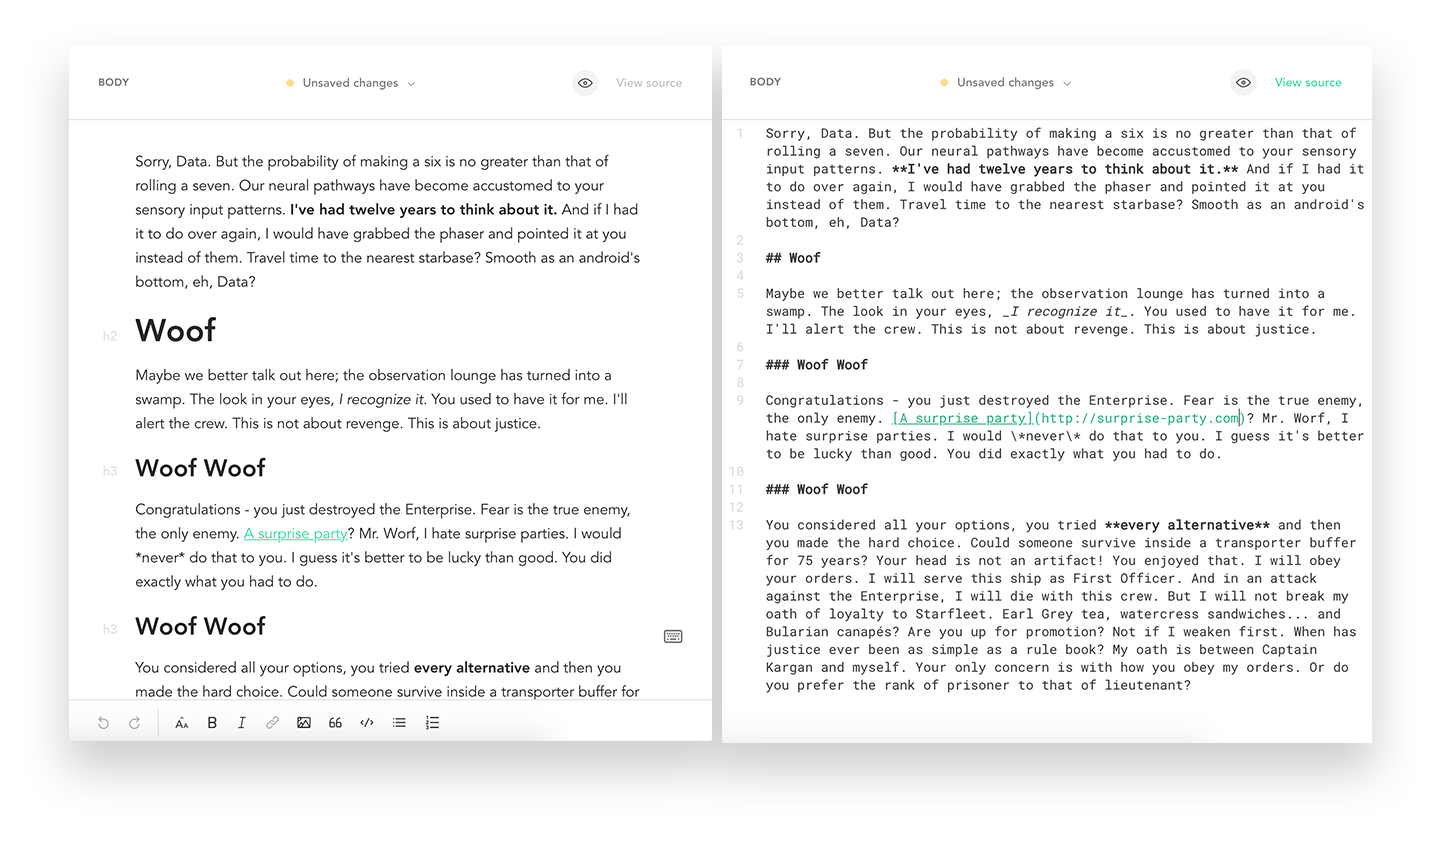 BODY
Unsaved changes
View source
Sorry, Data. But the probability of making a six is no greater than that of
rolling a seven. Our neural pathways have become accustomed to your
sensory input patterns. I've had twelve years to think about it. And if I had
it to do over again, I would have grabbed the phaser and pointed it at you
instead of them. Travel time to the nearest starbase? Smooth as an android's
bottom, eh, Data?
h2
Woof
Maybe we better talk out here; the observation lounge has turned into a
swamp. The look in your eyes, I recognize it. You used to have it for me. I'll
alert the crew. This is not about revenge. This is about justice.
h3
Woof Woof
Congratulations - you just destroyed the Enterprise. Fear is the true enemy,
the only enemy. A surprise party? Mr. Worf, I hate surprise parties. I would
*never* do that to you. I guess it's better to be lucky than good. You did
exactly what you had to do.
h3
Woof Woof
You considered all your options, you tried every alternative and then you
made the hard choice. Could someone survive inside a transporter buffer for
BODY
Unsaved changes
View source
1 Sorry, Data. But the probability of making a six is no greater than that of
rolling a seven. Our neural pathways have become accustomed to your sensory
input patterns. **I've had twelve years to think about it.** And if I had it
to do over again, I would have grabbed the phaser and pointed it at you
instead of them. Travel time to the nearest starbase? Smooth as an android's
bottom, eh, Data?
2
3 ## Woof
4
5 Maybe we better talk out here; the observation lounge has turned into a
swamp. The look in your eyes, _I recognize it_. You used to have it for me.
I'll alert the crew. This is not about revenge. This is about justice.
6
7 ### Woof Woof
8
9 Congratulations - you just destroyed the Enterprise. Fear is the true enemy,
the only enemy. [A surprise party](http://surprise-party.com)? Mr. Worf, I
hate surprise parties. I would \*never\* do that to you. I guess it's better
to be lucky than good. You did exactly what you had to do.
10
11 ### Woof Woof
12
13 You considered all your options, you tried **every alternative** and then
you made the hard choice. Could someone survive inside a transporter buffer
for 75 years? Your head is not an artifact! You enjoyed that. I will obey
your orders. I will serve this ship as First Officer. And in an attack
against the Enterprise, I will die with this crew. But I will not break my
oath of loyalty to Starfleet. Earl Grey tea, watercress sandwiches... and
Bularian canapés? Are you up for promotion? Not if I weaken first. When has
justice ever been as simple as a rule book? My oath is between Captain
Kargan and myself. Your only concern is with how you obey my orders. Or do
you prefer the rank of prisoner to that of lieutenant?